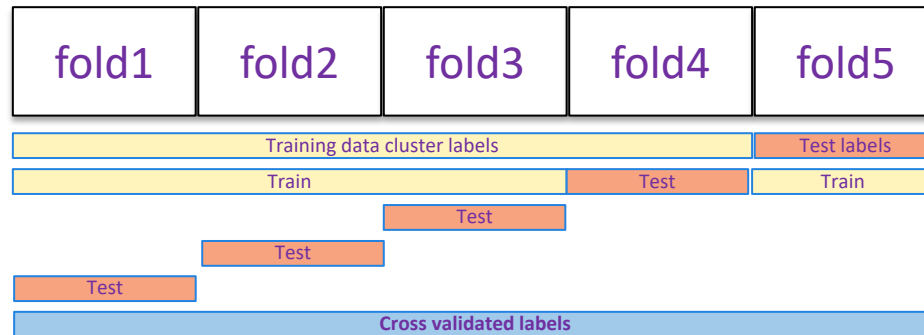 fold1 fold2 fold3 fold4 fold5
Training data cluster labels Test labels
Train Test Train
Test
Test
Test
Cross validated labels